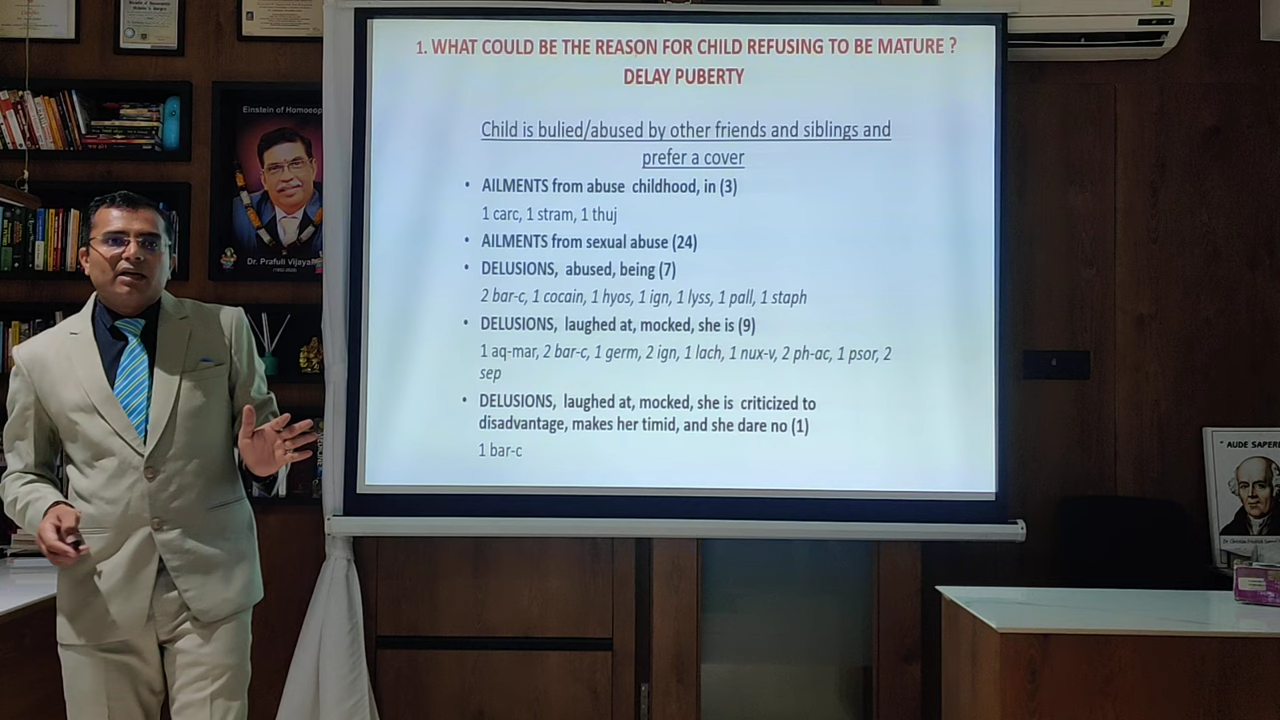 1. WHAT COULD BE THE REASON FOR CHILD REFUSING TO BE MATURE ?
DELAY PUBERTY
Child is bulied/abused by other friends and siblings and
prefer a cover
• AILMENTS from abuse childhood, in (3)
1 carc, 1 stram, 1 thuj
• AILMENTS from sexual abuse (24)
• DELUSIONS, abused, being (7)
2 bar-c, 1 cocain, 1 hyos, 1 ign, 1 lyss, 1 pall, 1 staph
• DELUSIONS, laughed at, mocked, she is (9)
1 aq-mar, 2 bar-c, 1 germ, 2 ign, 1 lach, 1 nux-v, 2 ph-ac, 1 psor, 2
sep
• DELUSIONS, laughed at, mocked, she is criticized to
disadvantage, makes her timid, and she dare no (1)
1 bar-c
Einstein of Homoeop
Dr. Prafull Vijaya
" AUDE SAPERE